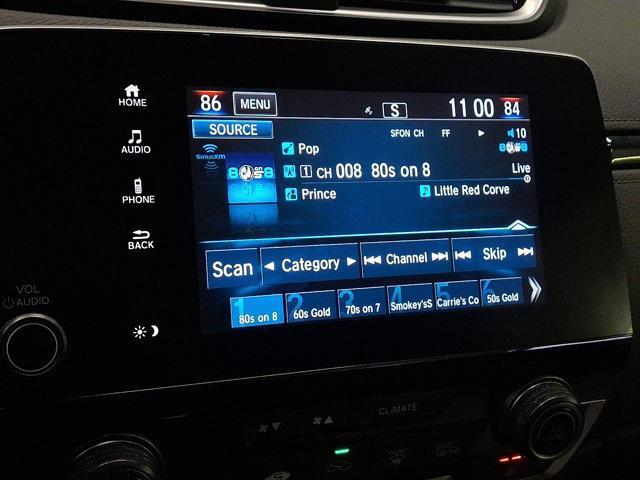 86 MENU S 11 00 84
HOME
SOURCE SFON CH FF 10
SiriusXM
AUDIO
Pop
1 CH 008 80s on 8 Live
Prince Little Red Corve
PHONE
BACK
Scan Category Channel Skip
1 2 3 4 5 6
80s on 8 60s Gold 70s on 7 Smokey'sS Carrie's Co 50s Gold
VOL
AUDIO
CLIMATE